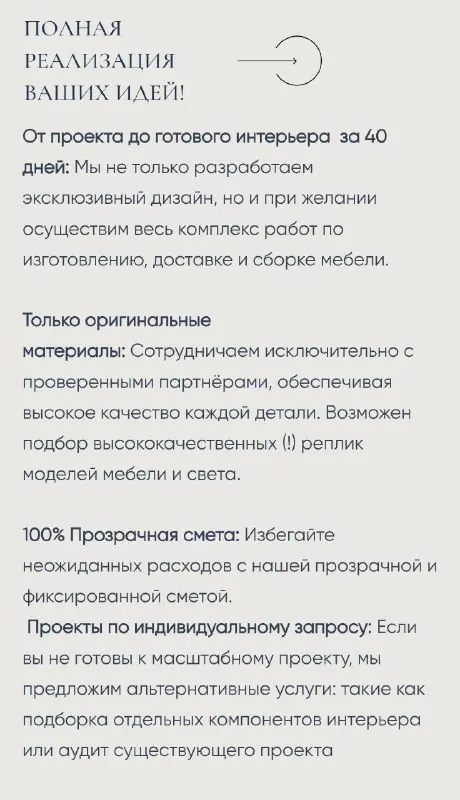 ПОЛНАЯ
РЕАЛИЗАЦИЯ
ВАШИХ ИДЕЙ!
От проекта до готового интерьера за 40
дней: Мы не только разработаем
эксклюзивный дизайн, но и при желании
осуществим весь комплекс работ по
изготовлению, доставке и сборке мебели.
Только оригинальные
материалы: Сотрудничаем исключительно с
проверенными партнёрами, обеспечивая
высокое качество каждой детали. Возможен
подбор высококачественных (!) реплик
моделей мебели и света.
100% Прозрачная смета: Избегайте
неожиданных расходов с нашей прозрачной и
фиксированной сметой.
Проекты по индивидуальному запросу: Если
вы не готовы к масштабному проекту, мы
предложим альтернативные услуги: такие как
подборка отдельных компонентов интерьера
или аудит существующего проекта